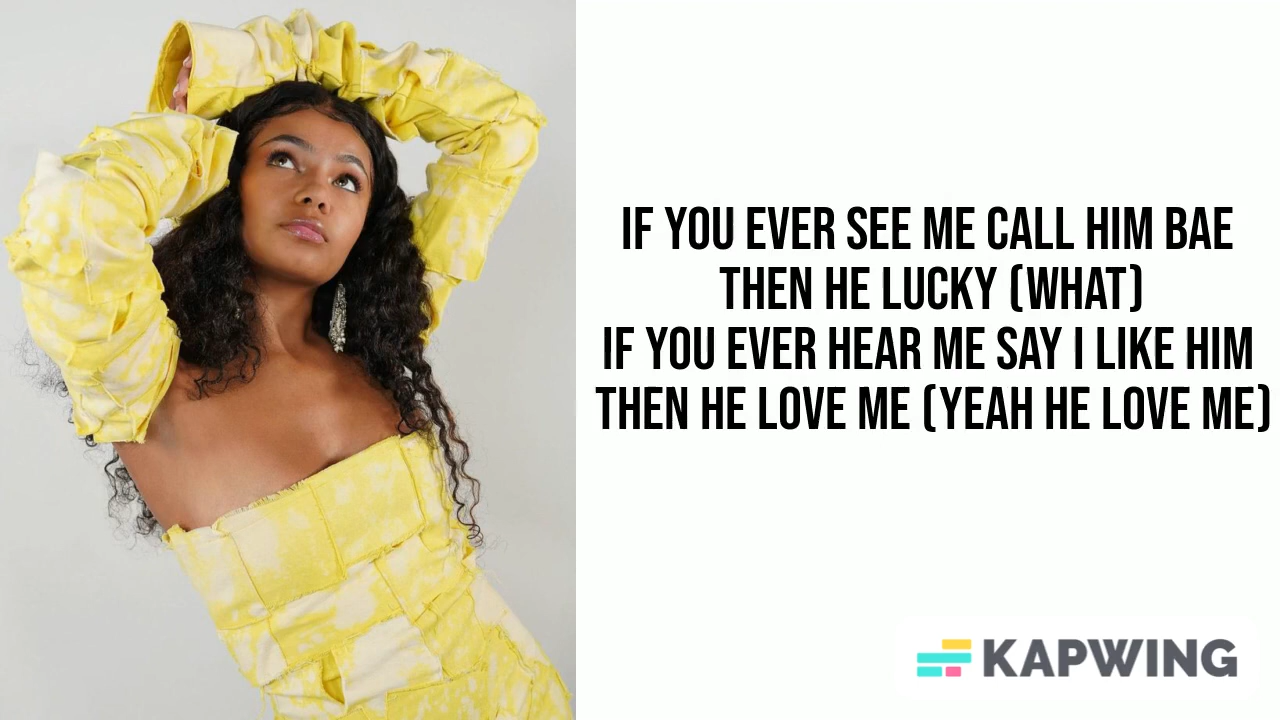 IF YOU EVER SEE ME CALL HIM BAE
THEN HE LUCKY (WHAT)
IF YOU EVER HEAR ME SAY I LIKE HIM
THEN HE LOVE ME (YEAH HE LOVE ME)
KAPWING